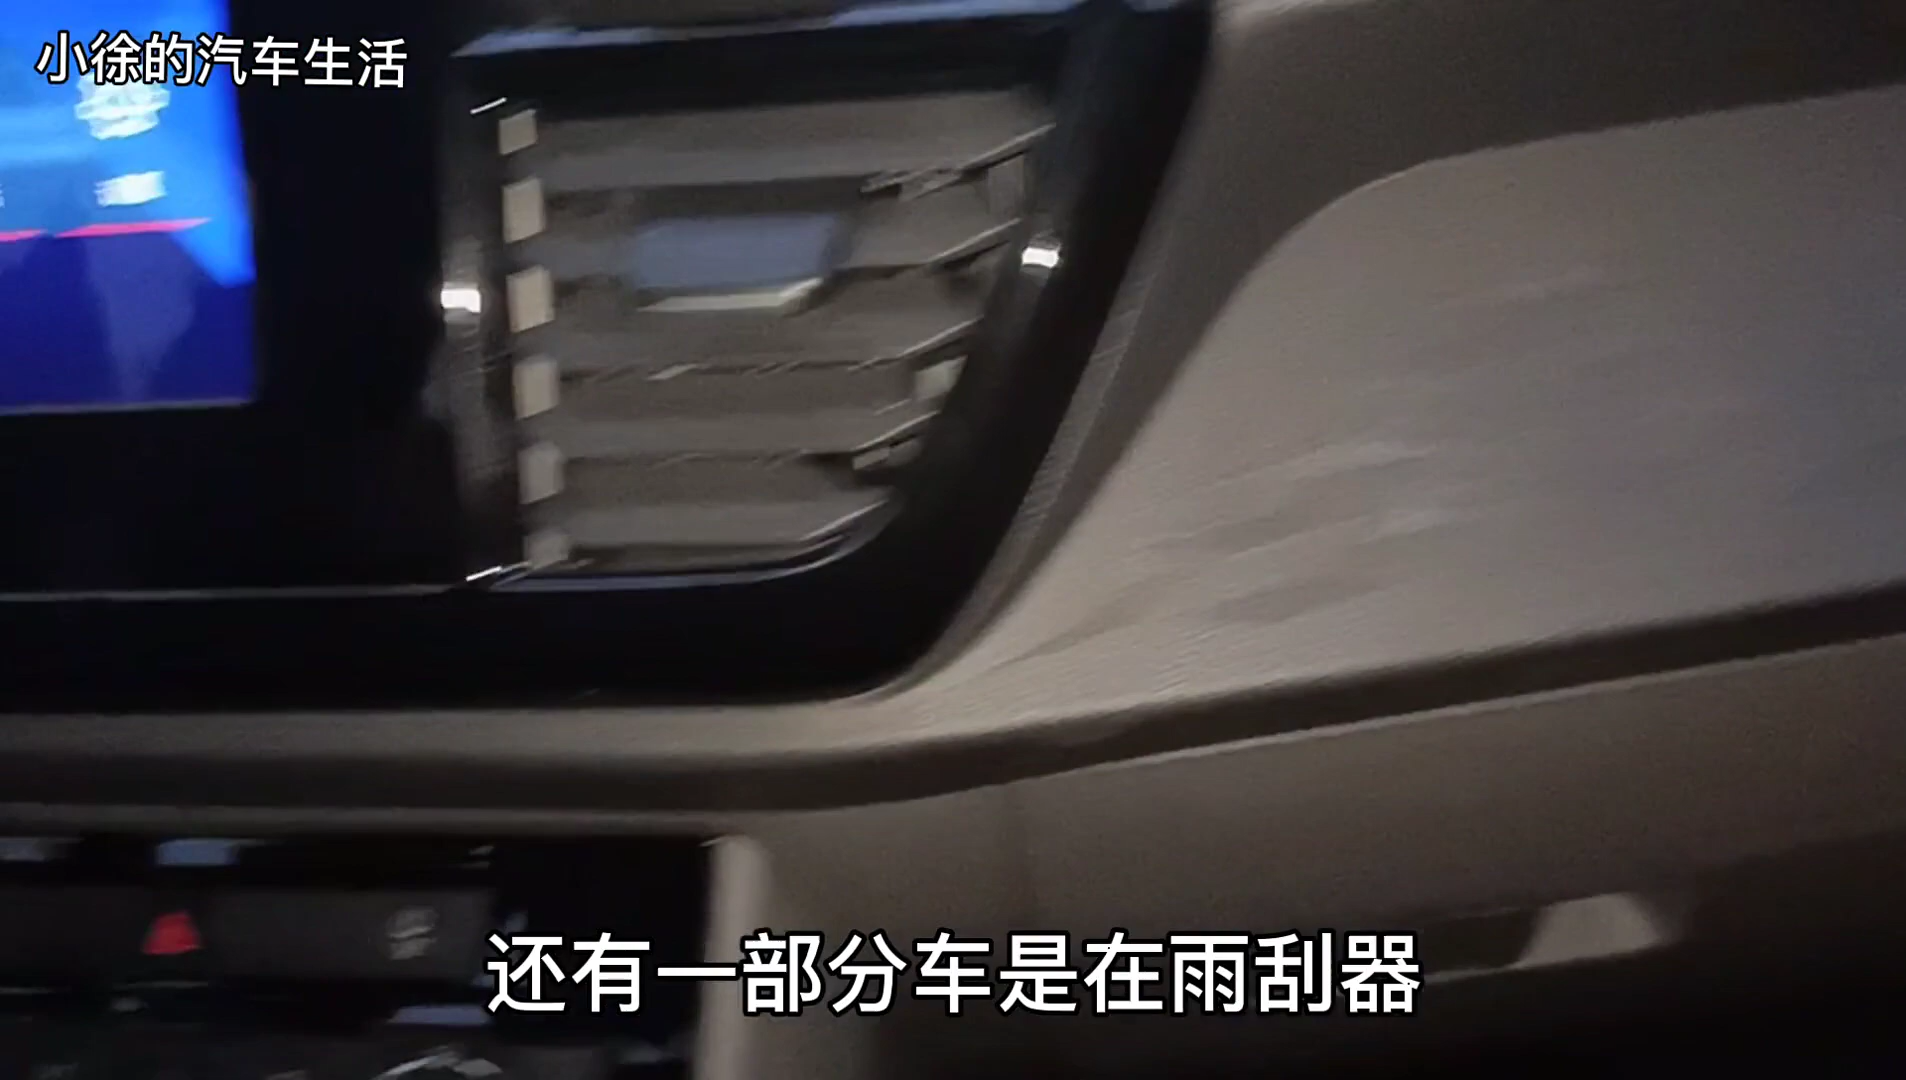 小徐的汽车生活
还有一部分车是在雨刮器